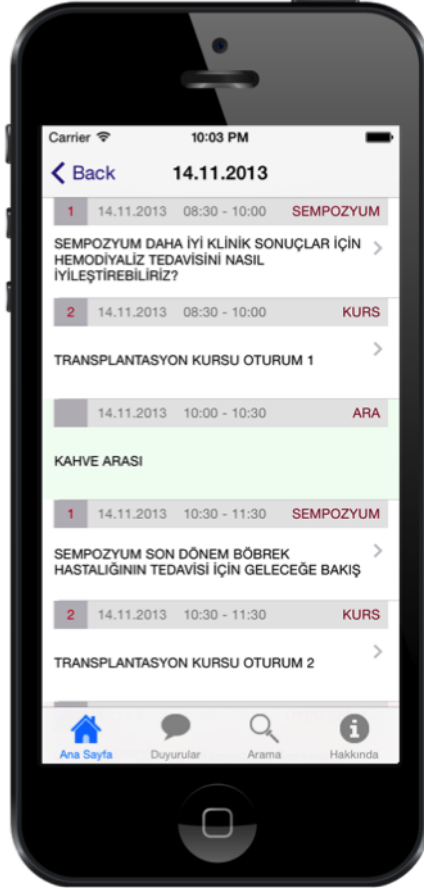 Carrier 10:03 PM
Back 14.11.2013
1 14.11.2013 08:30 - 10:00 SEMPOZYUM
SEMPOZYUM DAHA İYİ KLİNİK SONUÇLAR İÇİN
HEMODİYALİZ TEDAVİSİNİ NASIL
İYİLEŞTİREBİLİRİZ?
2 14.11.2013 08:30 - 10:00 KURS
TRANSPLANTASYON KURSU OTURUM 1
14.11.2013 10:00 - 10:30 ARA
KAHVE ARASI
1 14.11.2013 10:30 - 11:30 SEMPOZYUM
SEMPOZYUM SON DÖNEM BÖBREK
HASTALIĞININ TEDAVİSİ İÇİN GELECEĞE BAKIŞ
2 14.11.2013 10:30 - 11:30 KURS
TRANSPLANTASYON KURSU OTURUM 2
Ana Sayfa Duyurular Arama Hakkında